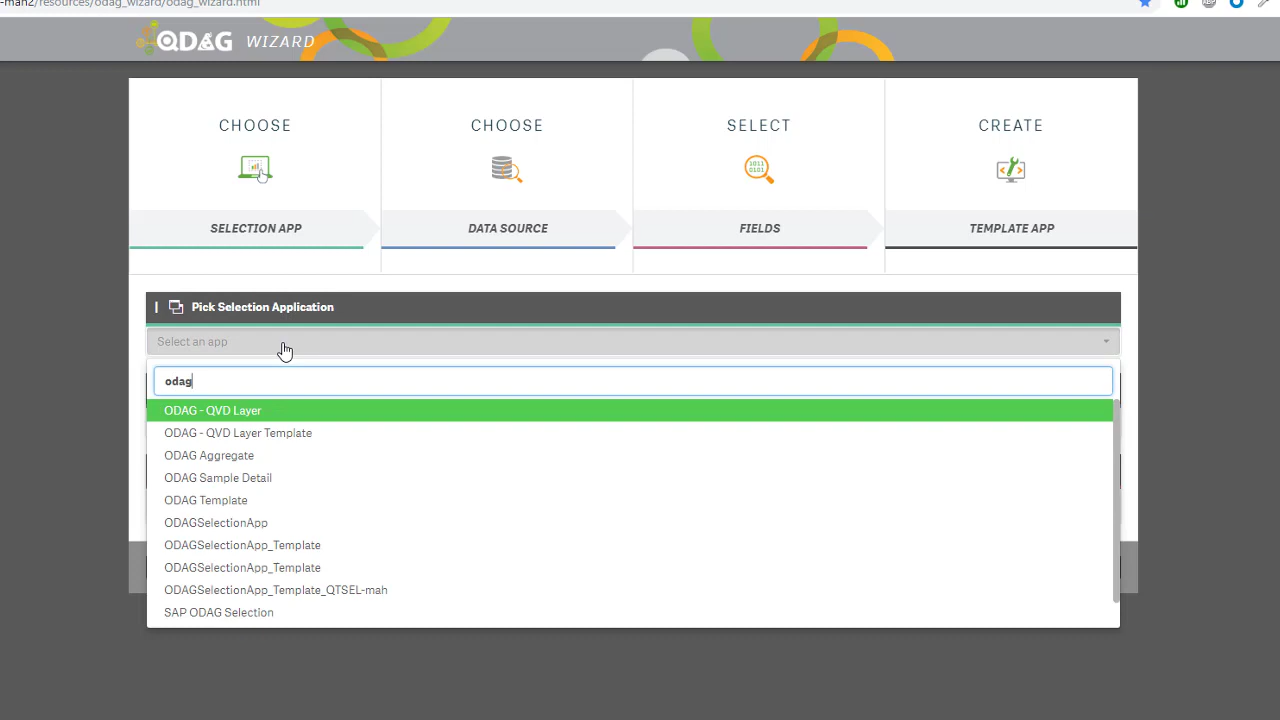 -man2/resources/odag_wizard/odag_wizard.html
ODAG WIZARD
CHOOSE
CHOOSE
SELECT
CREATE
SELECTION APP
DATA SOURCE
FIELDS
TEMPLATE APP
Pick Selection Application
Select an app
odag
ODAG - QVD Layer
ODAG - QVD Layer Template
ODAG Aggregate
ODAG Sample Detail
ODAG Template
ODAGSelectionApp
ODAGSelectionApp_Template
ODAGSelectionApp_Template
ODAGSelectionApp_Template_QTSEL-mah
SAP ODAG Selection